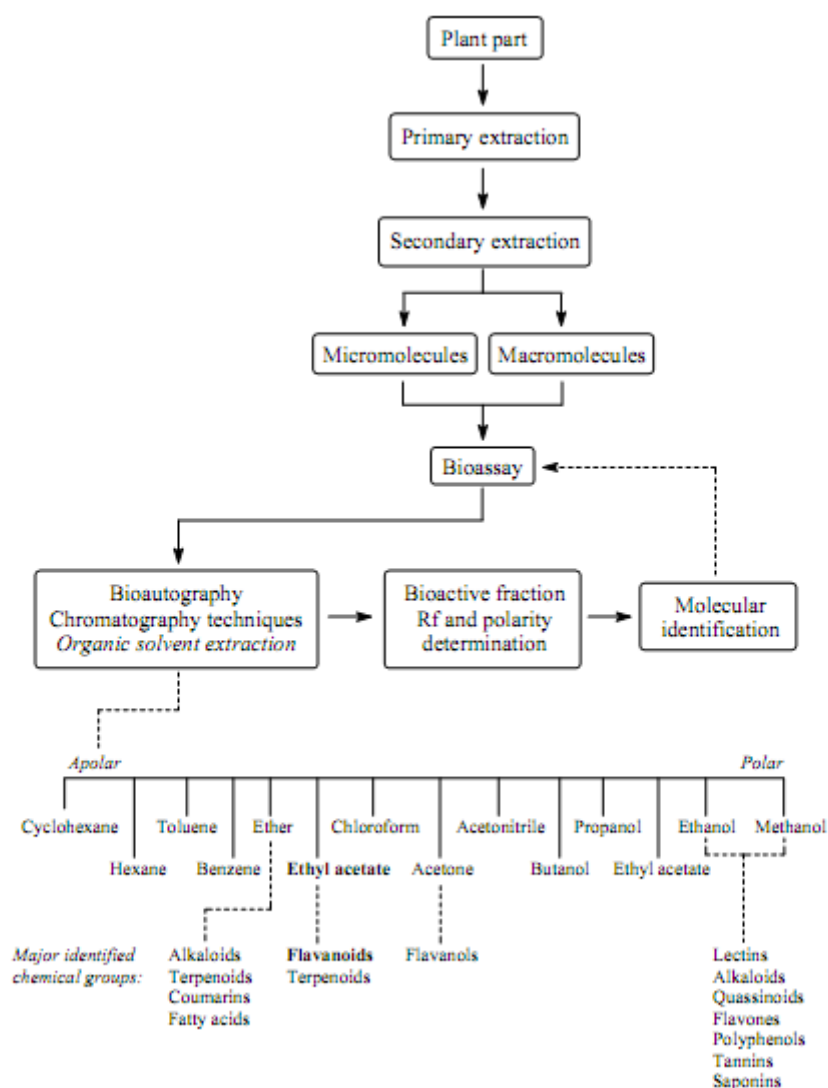 Plant part
Primary extraction
Secondary extraction
Micromolecules
Macromolecules
Bioassay
Bioautography
Chromatography techniques
Organic solvent extraction
Bioactive fraction
Rf and polarity
determination
Molecular
identification
Apolar
Polar
Cyclohexane
Toluene
Ether
Chloroform
Acetonitrile
Propanol
Ethanol
Methanol
Hexane
Benzene
Ethyl acetate
Acetone
Butanol
Ethyl acetate
Major identified
chemical groups:
Alkaloids
Terpenoids
Coumarins
Fatty acids
Flavanoids
Terpenoids
Flavanols
Lectins
Alkaloids
Quassinoids
Flavones
Polyphenols
Tannins
Saponins